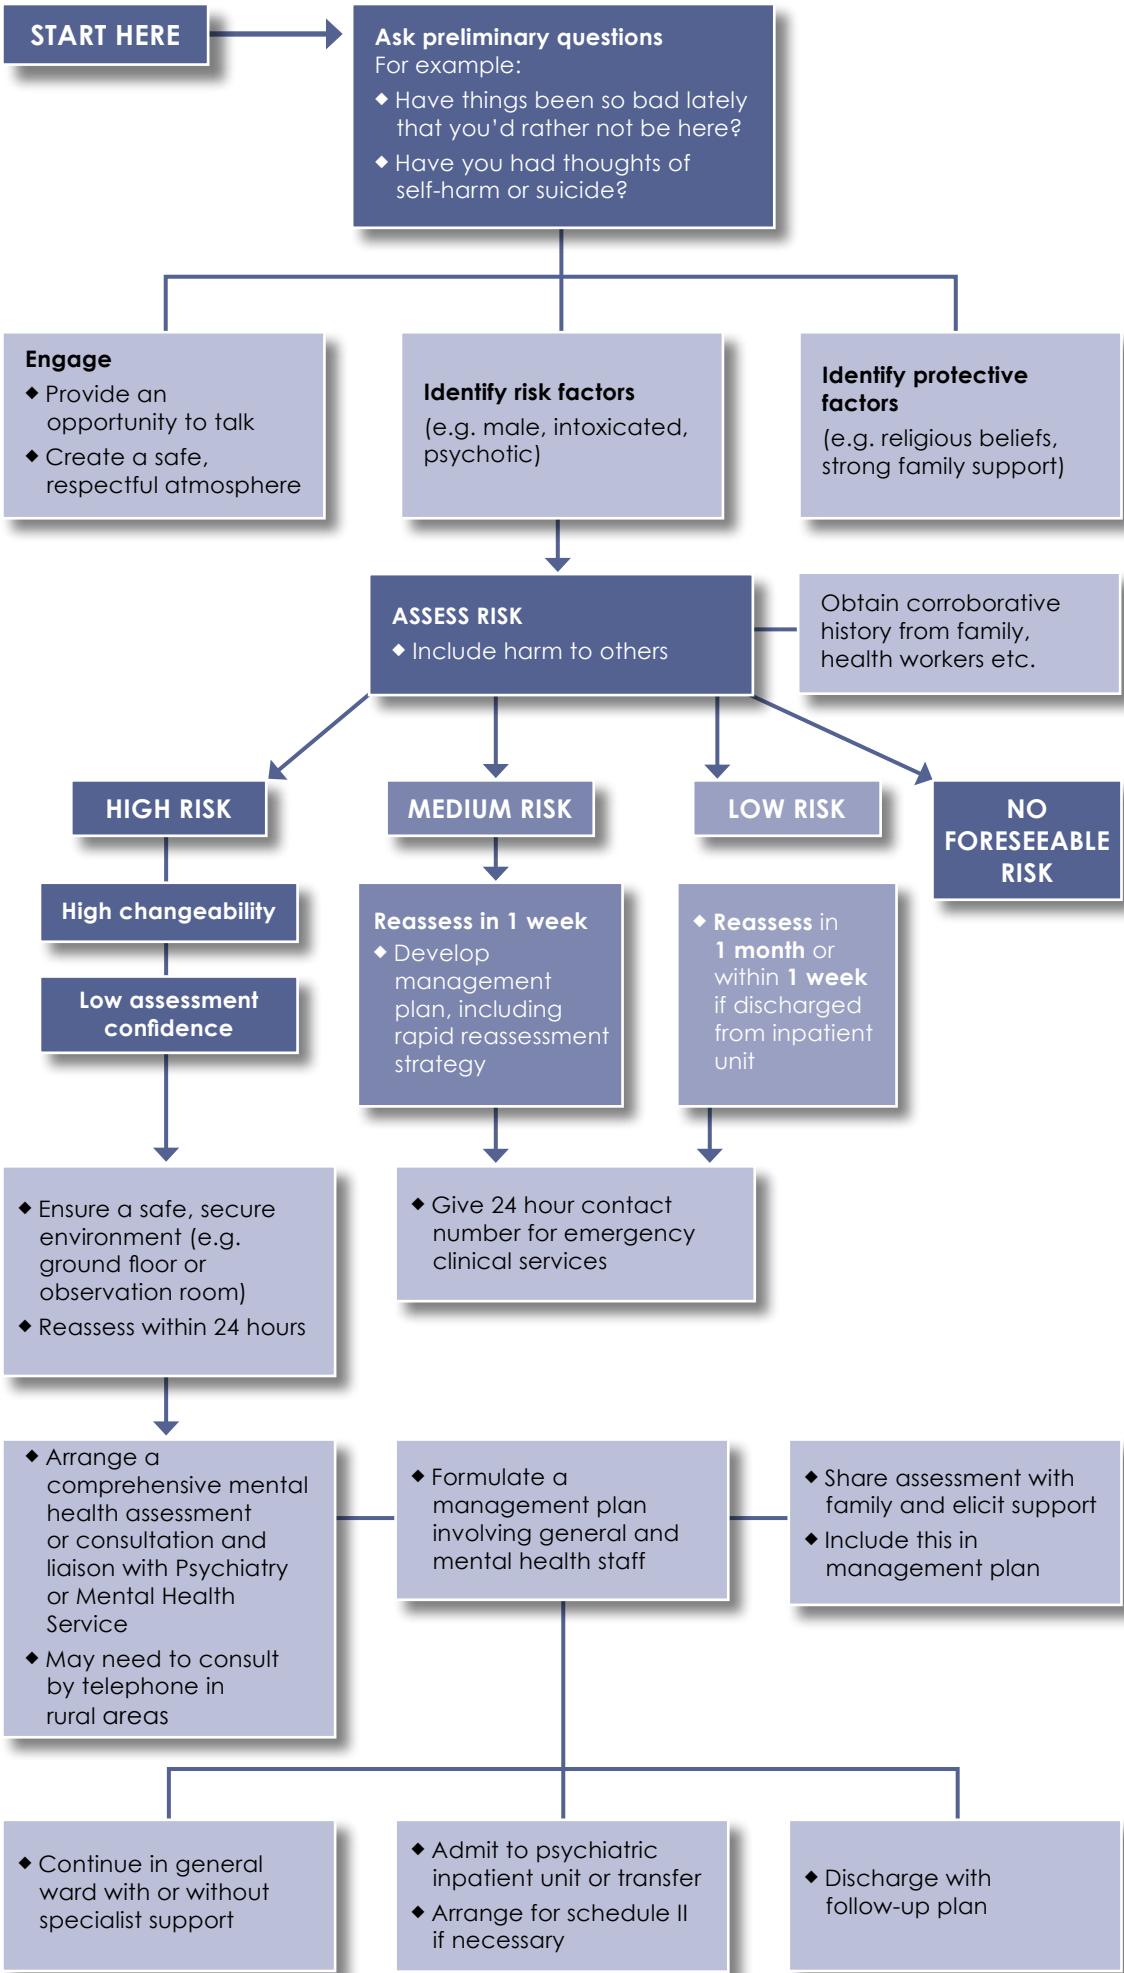 START HERE
Ask preliminary questions
For example:
◆ Have things been so bad lately
that you’d rather not be here?
◆ Have you had thoughts of
self-harm or suicide?
Engage
◆ Provide an
opportunity to talk
◆ Create a safe,
respectful atmosphere
Identify risk factors
(e.g. male, intoxicated,
psychotic)
Identify protective
factors
(e.g. religious beliefs,
strong family support)
ASSESS RISK
◆ Include harm to others
Obtain corroborative
history from family,
health workers etc.
HIGH RISK
MEDIUM RISK
LOW RISK
NO
FORESEEABLE
RISK
High changeability
Low assessment
confidence
Reassess in 1 week
◆ Develop
management
plan, including
rapid reassessment
strategy
◆ Reassess in
1 month or
within 1 week
if discharged
from inpatient
unit
◆ Ensure a safe, secure
environment (e.g.
ground floor or
observation room)
◆ Reassess within 24 hours
◆ Give 24 hour contact
number for emergency
clinical services
◆ Arrange a
comprehensive mental
health assessment
or consultation and
liaison with Psychiatry
or Mental Health
Service
◆ May need to consult
by telephone in
rural areas
◆ Formulate a
management plan
involving general and
mental health staff
◆ Share assessment with
family and elicit support
◆ Include this in
management plan
◆ Continue in general
ward with or without
specialist support
◆ Admit to psychiatric
inpatient unit or transfer
◆ Arrange for schedule II
if necessary
◆ Discharge with
follow-up plan